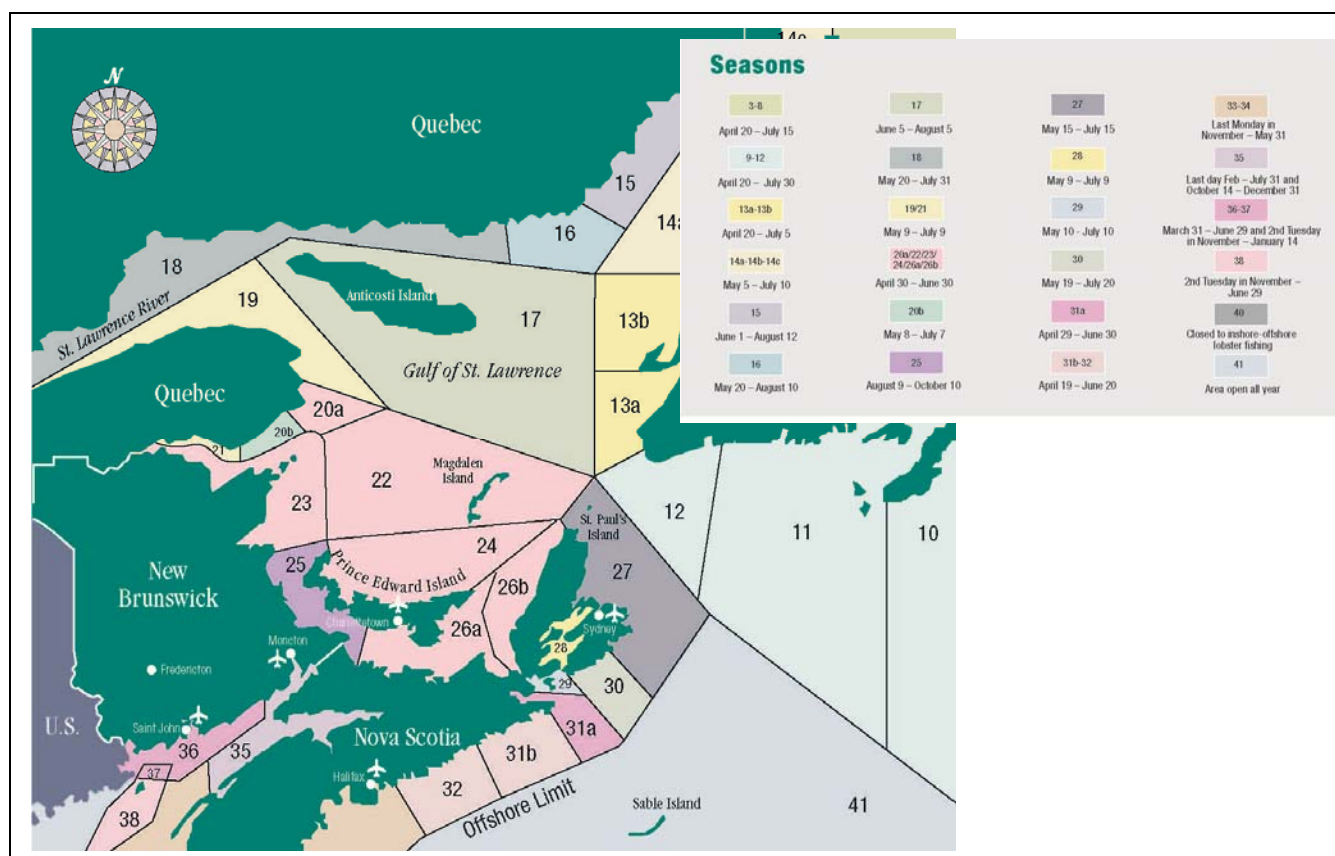 N
Quebec
14c
15
14a
16
18
St. Lawrence River
19
Anticosti Island
17
13b
Gulf of St. Lawrence
13a
Quebec
20a
20b
21
22
Magdalen
Island
23
12
11
10
St. Paul's
Island
24
25
Prince Edward Island
27
26b
New
Brunswick
Charlottetown
26a
Sydney
Moncton
28
Fredericton
29
30
U.S.
Saint John
36
35
Nova Scotia
31a
31b
37
Halifax
32
38
Offshore Limit
Sable Island
41
Seasons
3-8
April 20 – July 15
9-12
April 20 – July 30
13a-13b
April 20 – July 5
14a-14b-14c
May 5 – July 10
15
June 1 – August 12
16
May 20 – August 10
17
June 5 – August 5
18
May 20 – July 31
19/21
May 9 – July 9
20a/22/23/
24/26a/26b
April 30 – June 30
20b
May 8 – July 7
25
August 9 – October 10
27
May 15 – July 15
28
May 9 – July 9
29
May 10 – July 10
30
May 19 – July 20
31a
April 29 – June 30
31b-32
April 19 – June 20
33-34
Last Monday in
November – May 31
35
Last day Feb – July 31 and
October 14 – December 31
36-37
March 31 – June 29 and 2nd Tuesday
in November – January 14
38
2nd Tuesday in November –
June 29
40
Closed to inshore-offshore
lobster fishing
41
Area open all year